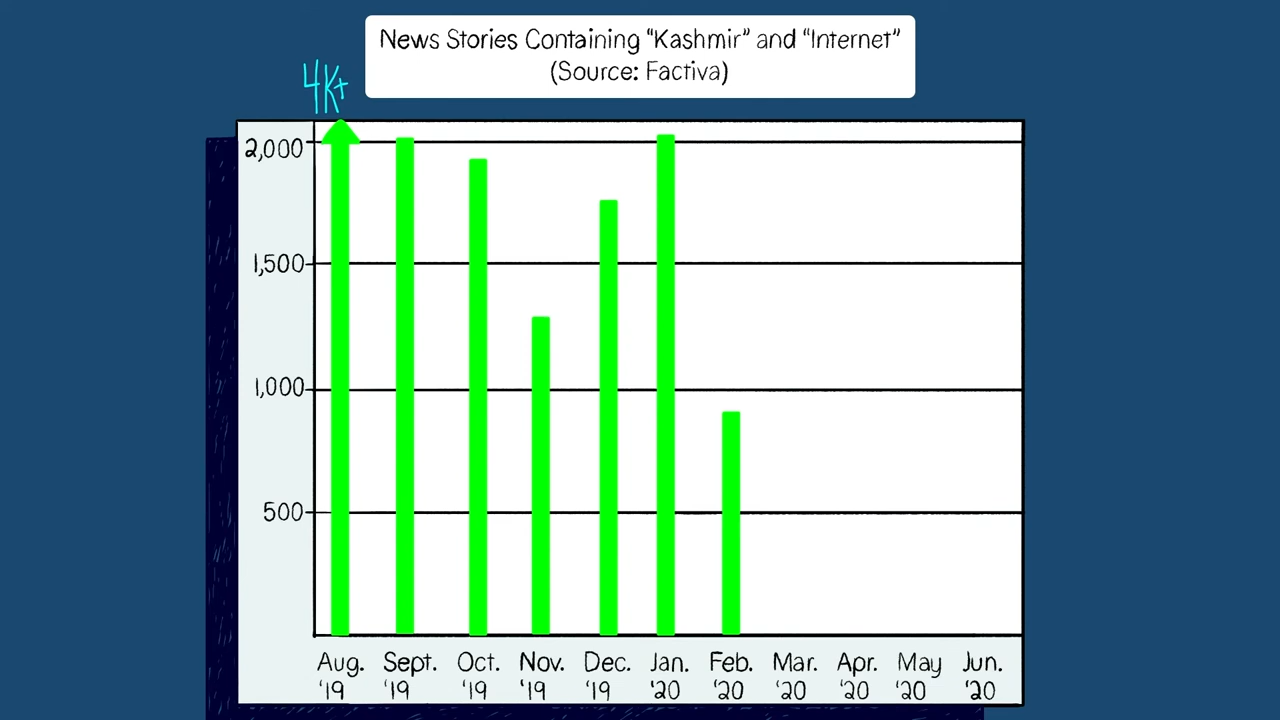 News Stories Containing “Kashmir” and “Internet”
(Source: Factiva)
4K+
2,000
1,500
1,000
500
Aug. Sept. Oct. Nov. Dec. Jan. Feb. Mar. Apr. May Jun.
'19 '19 '19 '19 '19 '20 '20 '20 '20 '20 '20